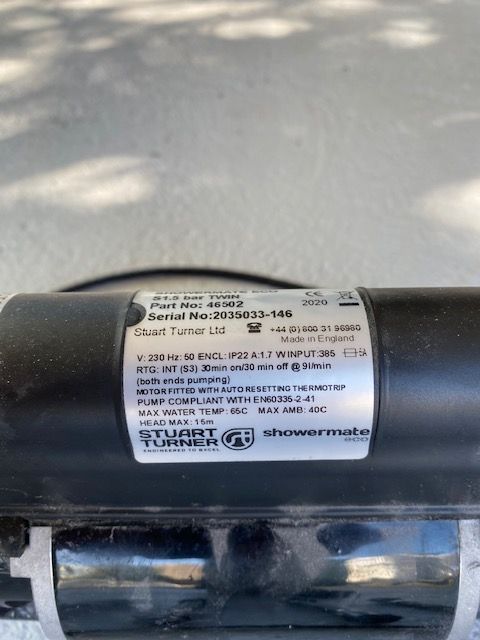 SHOWERMATE ECO
S1.5 bar TWIN
Part No: 46502
2020
Serial No:2035033-146
Stuart Turner Ltd ☎ +44 (0) 800 31 96980
Made in England
V: 230 Hz: 50 ENCL: IP22 A:1.7 W INPUT:385 5A
RTG: INT (S3) 30min on/30 min off @ 9l/min
(both ends pumping)
MOTOR FITTED WITH AUTO RESETTING THERMOTRIP
PUMP COMPLIANT WITH EN60335-2-41
MAX WATER TEMP: 65C MAX AMB: 40C
HEAD MAX: 15m
STUART TURNER
ENGINEERED TO EXCEL
showermate
eco